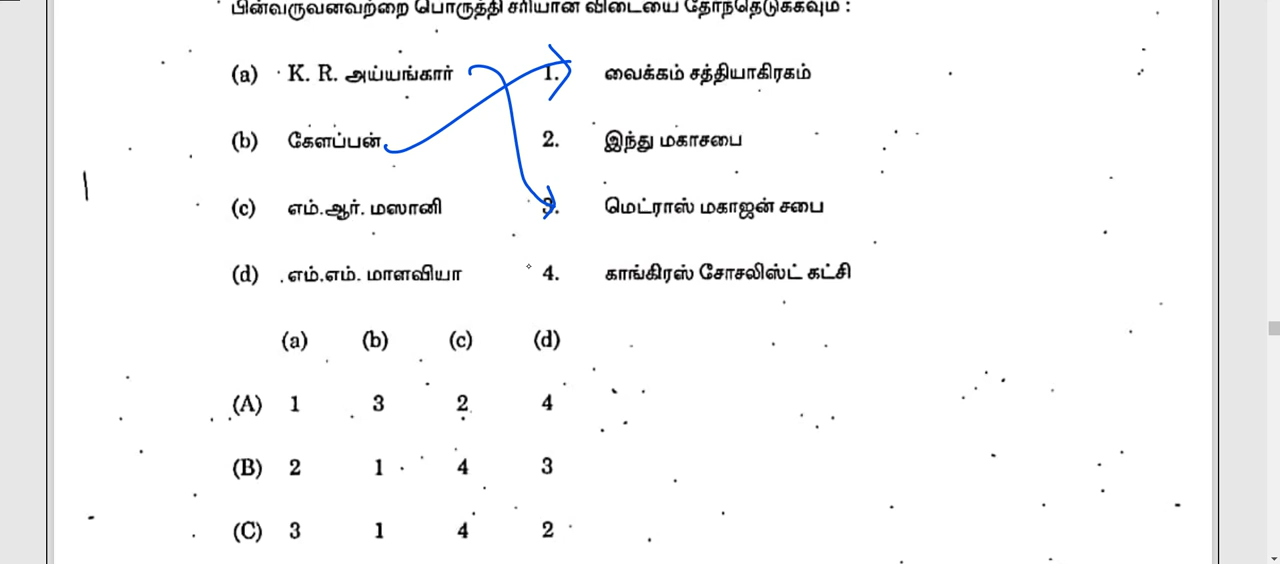 பின்வருவனவற்றை பொருத்தி சரியான விடையை தேர்ந்தெடுக்கவும் :
(a) K. R. அய்யங்கார் 1. வைக்கம் சத்தியாகிரகம்
(b) கேளப்பன் 2. இந்து மகாசபை
(c) எம்.ஆர். மஸானி 3. மெட்ராஸ் மகாஜன் சபை
(d) எம்.எம். மாளவியா 4. காங்கிரஸ் சோசலிஸ்ட் கட்சி
(a) (b) (c) (d)
(A) 1 3 2 4
(B) 2 1 4 3
(C) 3 1 4 2